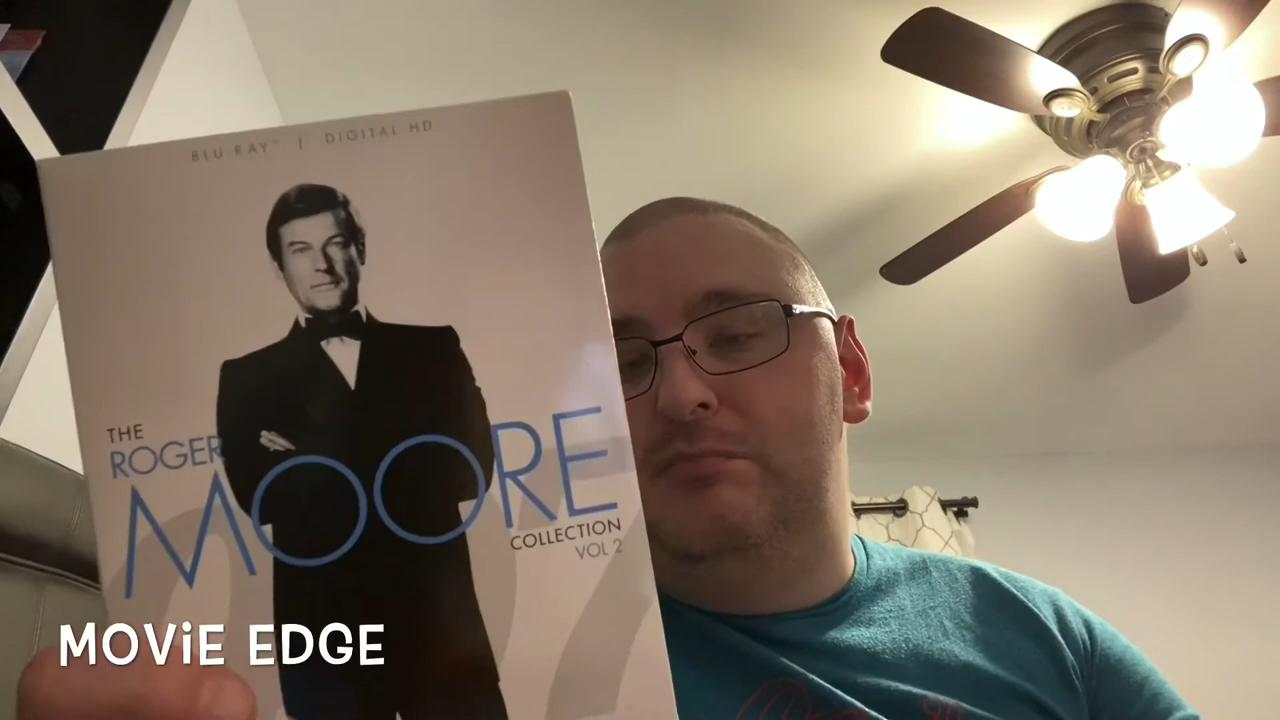 BLU-RAY™ | DIGITAL HD
THE
ROGER
MOORE
COLLECTION
VOL 2
MOViE EDGE